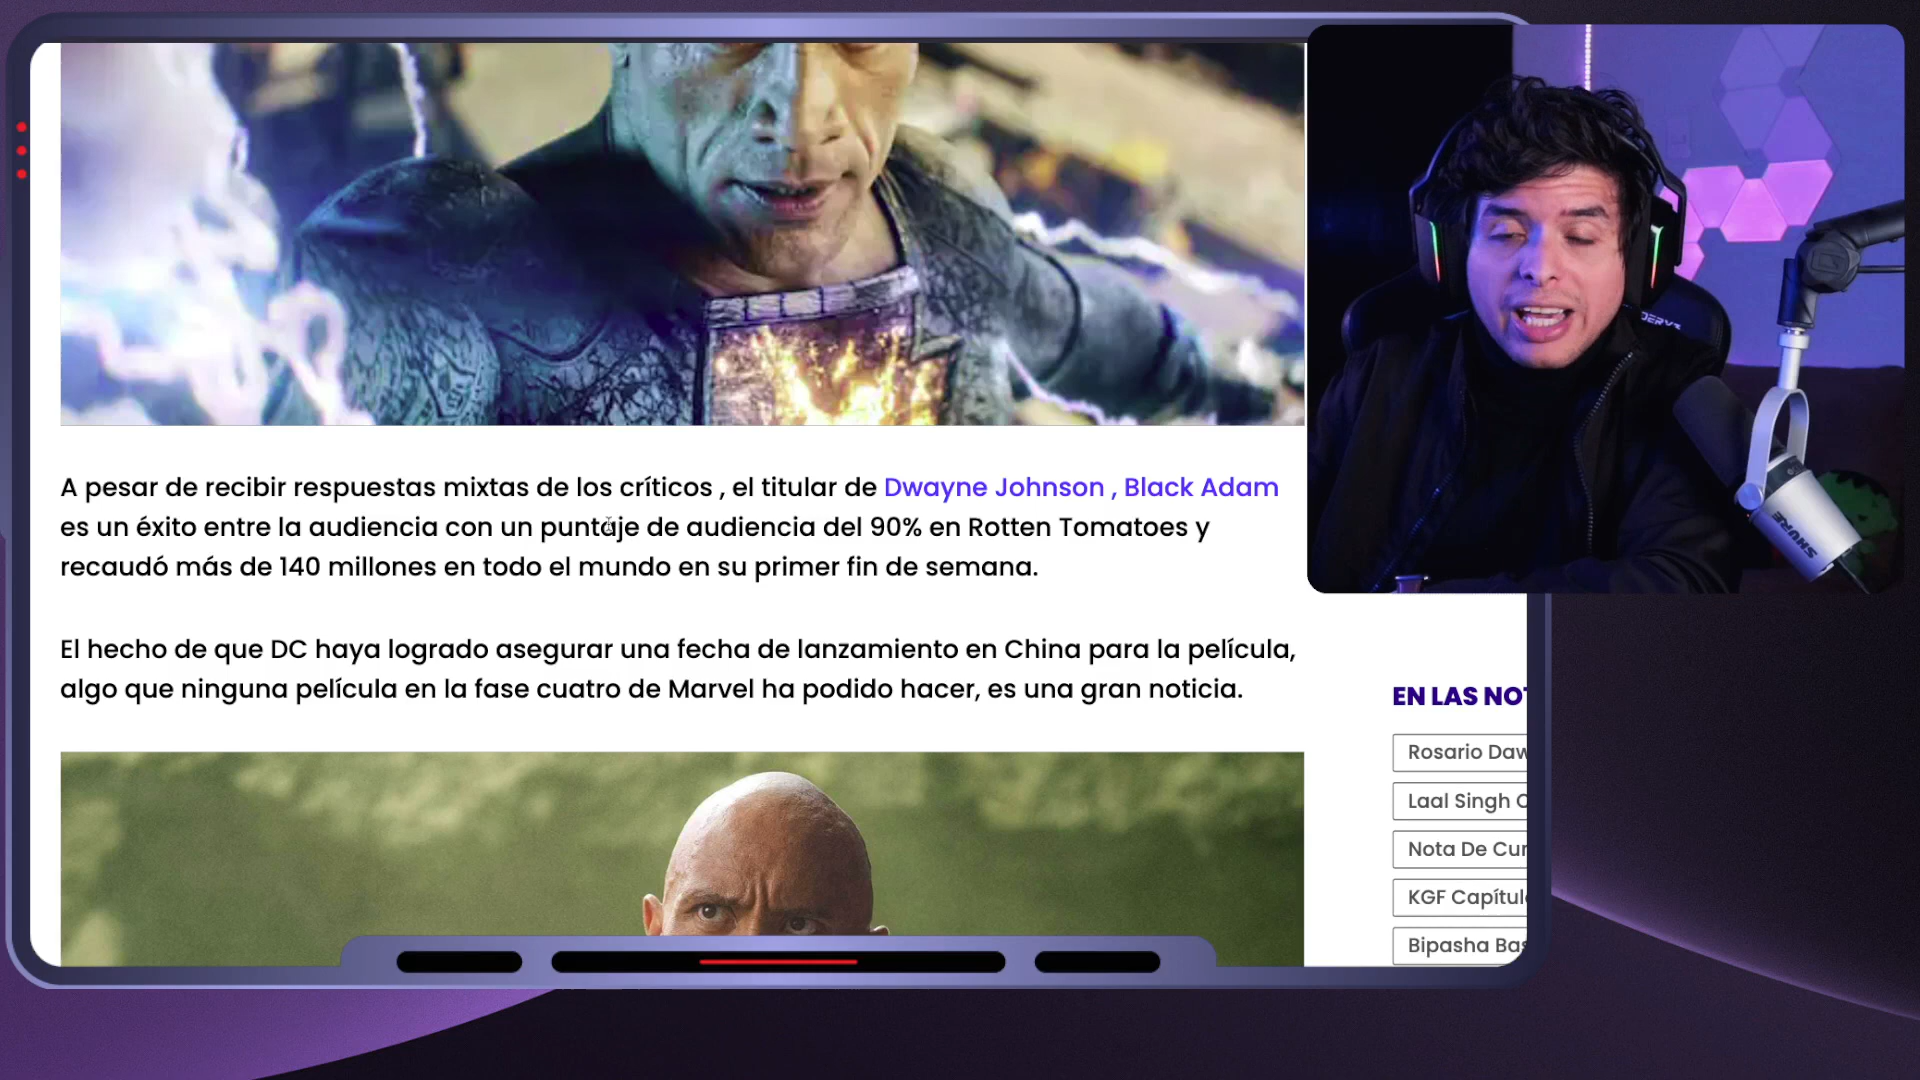 A pesar de recibir respuestas mixtas de los críticos , el titular de Dwayne Johnson , Black Adam
es un éxito entre la audiencia con un puntaje de audiencia del 90% en Rotten Tomatoes y
recaudó más de 140 millones en todo el mundo en su primer fin de semana.
El hecho de que DC haya logrado asegurar una fecha de lanzamiento en China para la película,
algo que ninguna película en la fase cuatro de Marvel ha podido hacer, es una gran noticia.
EN LAS NOT
Rosario Daw
Laal Singh C
Nota De Cur
KGF Capítul
Bipasha Bas
SHURE